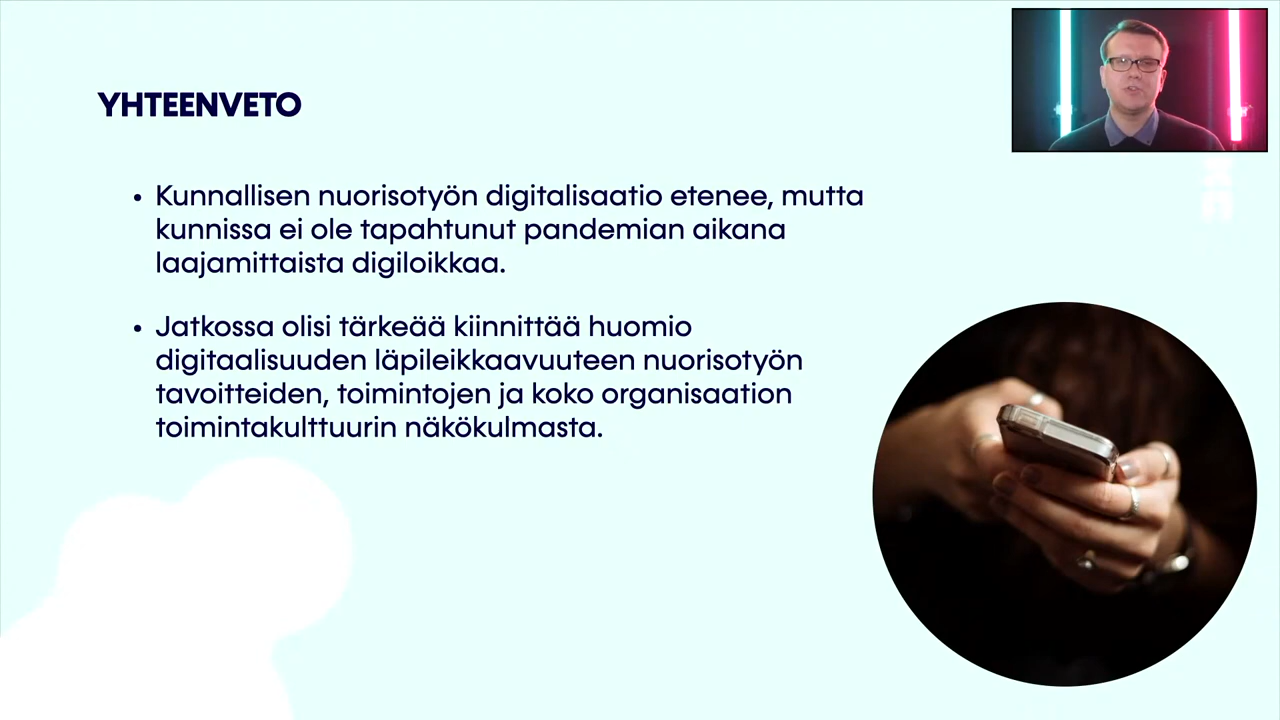 YHTEENVETO
• Kunnallisen nuorisotyön digitalisaatio etenee, mutta
kunnissa ei ole tapahtunut pandemian aikana
laajamittaista digiloikkaa.
• Jatkossa olisi tärkeää kiinnittää huomio
digitaalisuuden läpileikkaavuuteen nuorisotyön
tavoitteiden, toimintojen ja koko organisaation
toimintakulttuurin näkökulmasta.